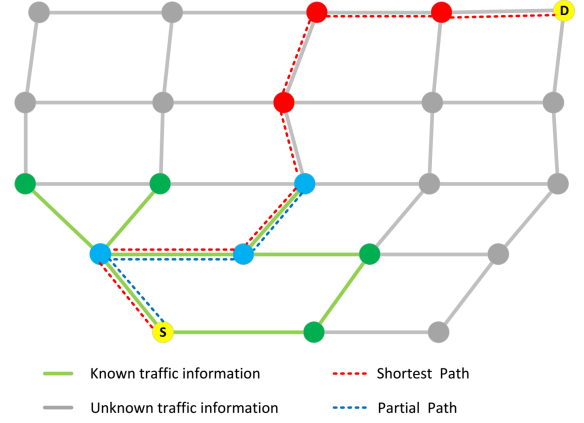 D
S
Known traffic information
Shortest Path
Unknown traffic information
Partial Path